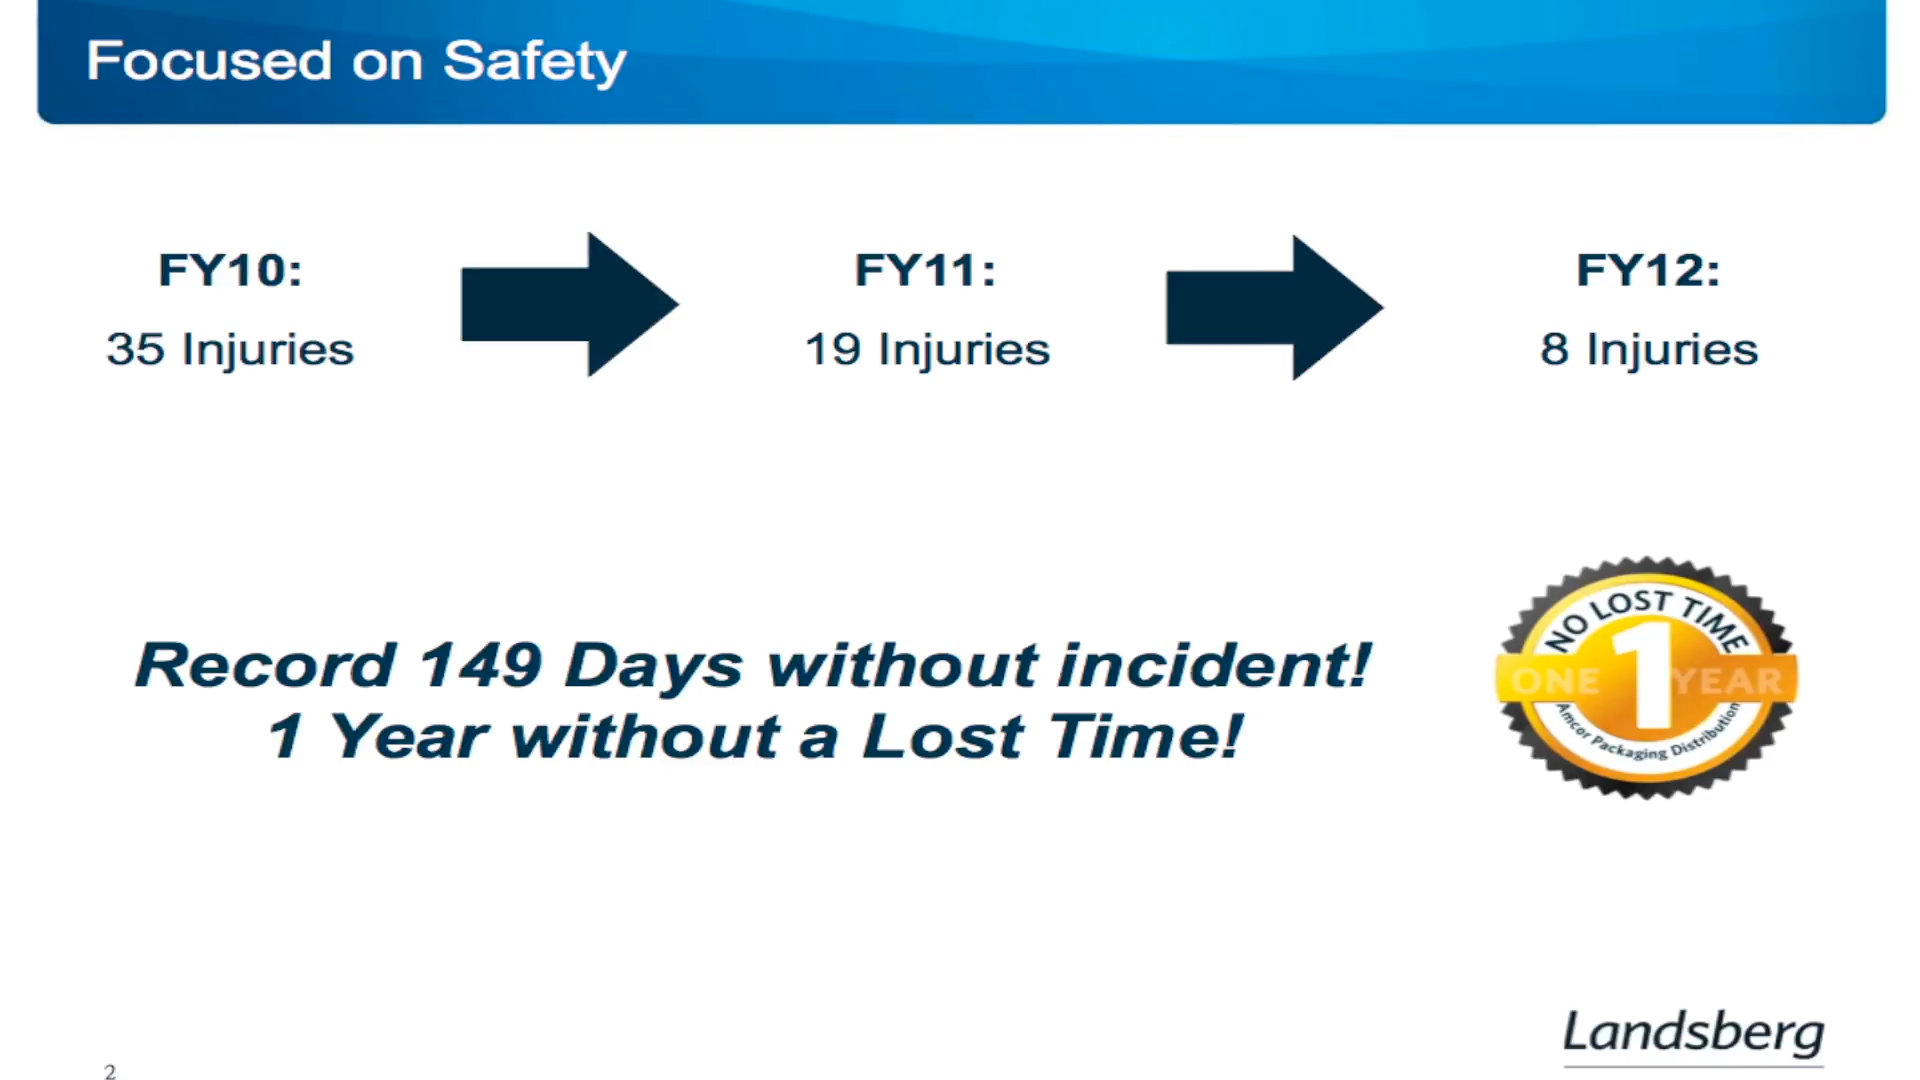 Focused on Safety
FY10:
35 Injuries
FY11:
19 Injuries
FY12:
8 Injuries
Record 149 Days without incident!
1 Year without a Lost Time!
NO LOST TIME
ONE 1 YEAR
Amcor Packaging Distribution
Landsberg
2